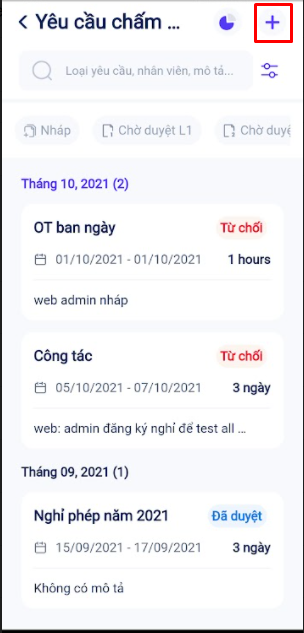 Yêu cầu chấm ...
Loại yêu cầu, nhân viên, mô tả...
Nháp
Chờ duyệt L1
Chờ duyệ
Tháng 10, 2021 (2)
OT ban ngày
Từ chối
01/10/2021 - 01/10/2021
1 hours
web admin nháp
Công tác
Từ chối
05/10/2021 - 07/10/2021
3 ngày
web: admin đăng ký nghỉ để test all ...
Tháng 09, 2021 (1)
Nghỉ phép năm 2021
Đã duyệt
15/09/2021 - 17/09/2021
3 ngày
Không có mô tả